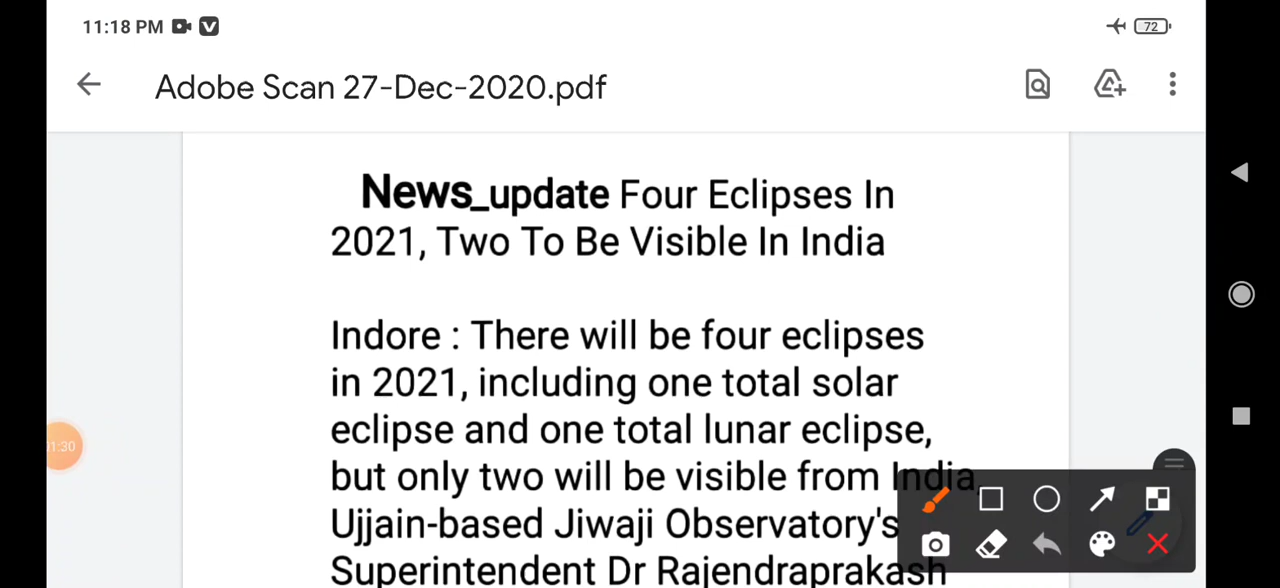 11:18 PM
72
Adobe Scan 27-Dec-2020.pdf
News_update Four Eclipses In
2021, Two To Be Visible In India
Indore : There will be four eclipses
in 2021, including one total solar
eclipse and one total lunar eclipse,
but only two will be visible from India,
Ujjain-based Jiwaji Observatory's
Superintendent Dr Rajendraprakash
01:30